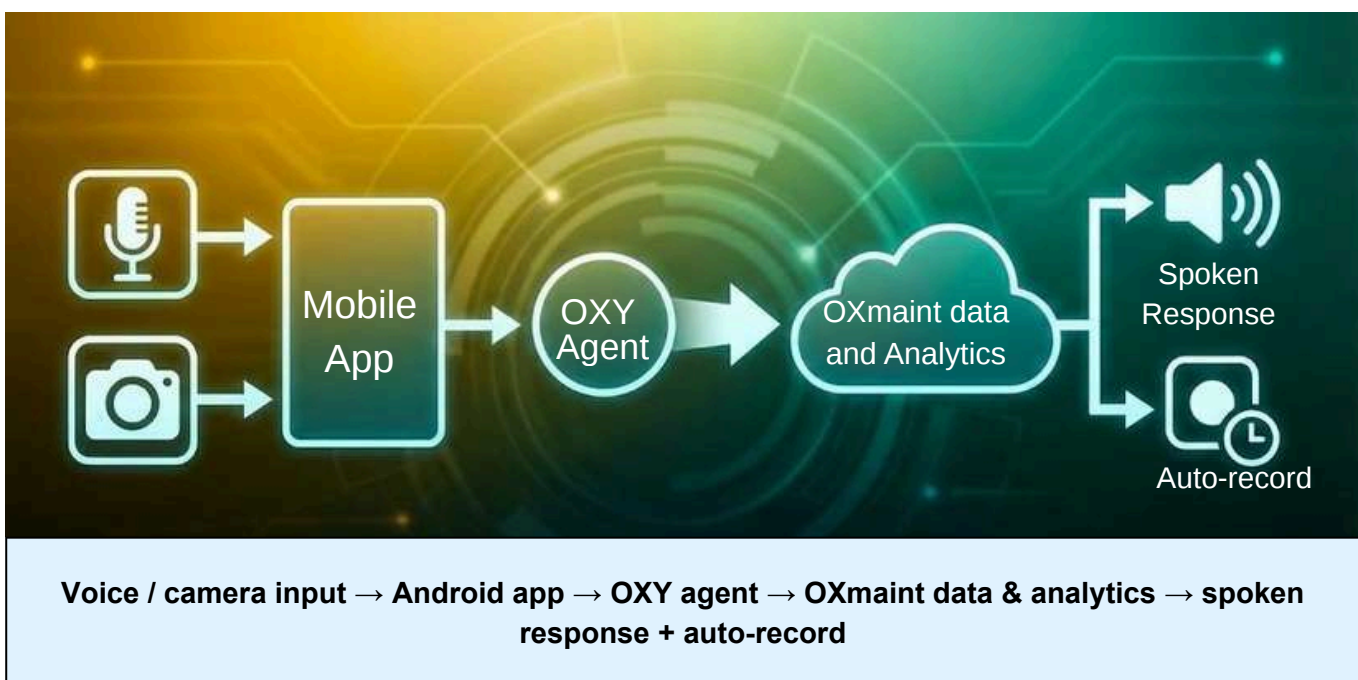 Mobile
App
OXY
Agent
OXmaint data
and Analytics
Spoken
Response
Auto-record
Voice / camera input → Android app → OXY agent → OXmaint data & analytics → spoken
response + auto-record